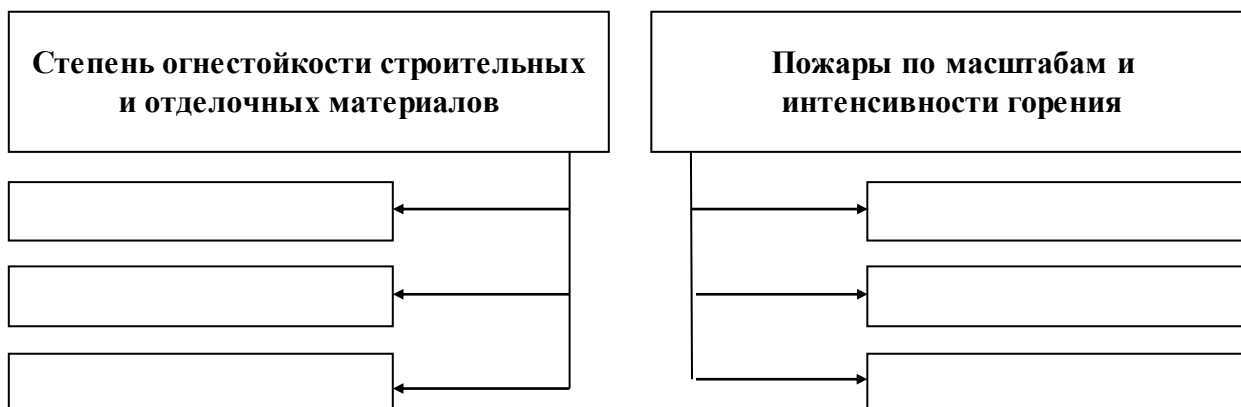 Степень огнестойкости строительных
и отделочных материалов
Пожары по масштабам и
интенсивности горения